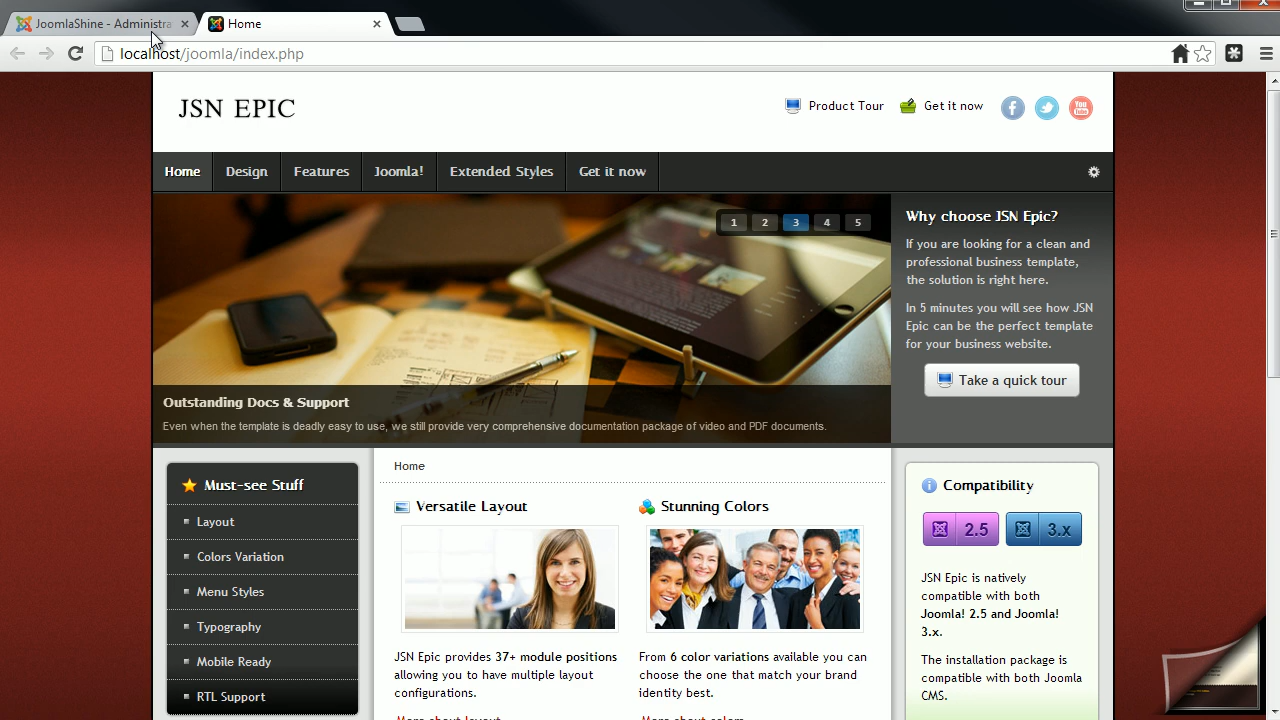 JoomlaShine - Administra
Home
localhost/joomla/index.php
JSN EPIC
Product Tour
Get it now
You
Tube
Home
Design
Features
Joomla!
Extended Styles
Get it now
1 2 3 4 5
Outstanding Docs & Support
Even when the template is deadly easy to use, we still provide very comprehensive documentation package of video and PDF documents.
Why choose JSN Epic?
If you are looking for a clean and
professional business template,
the solution is right here.
In 5 minutes you will see how JSN
Epic can be the perfect template
for your business website.
Take a quick tour
Must-see Stuff
Layout
Colors Variation
Menu Styles
Typography
Mobile Ready
RTL Support
Home
Versatile Layout
JSN Epic provides 37+ module positions
allowing you to have multiple layout
configurations.
More about layout
Stunning Colors
From 6 color variations available you can
choose the one that match your brand
identity best.
More about colors
Compatibility
2.5
3.x
JSN Epic is natively
compatible with both
Joomla! 2.5 and Joomla!
3.x.
The installation package is
compatible with both Joomla
CMS.